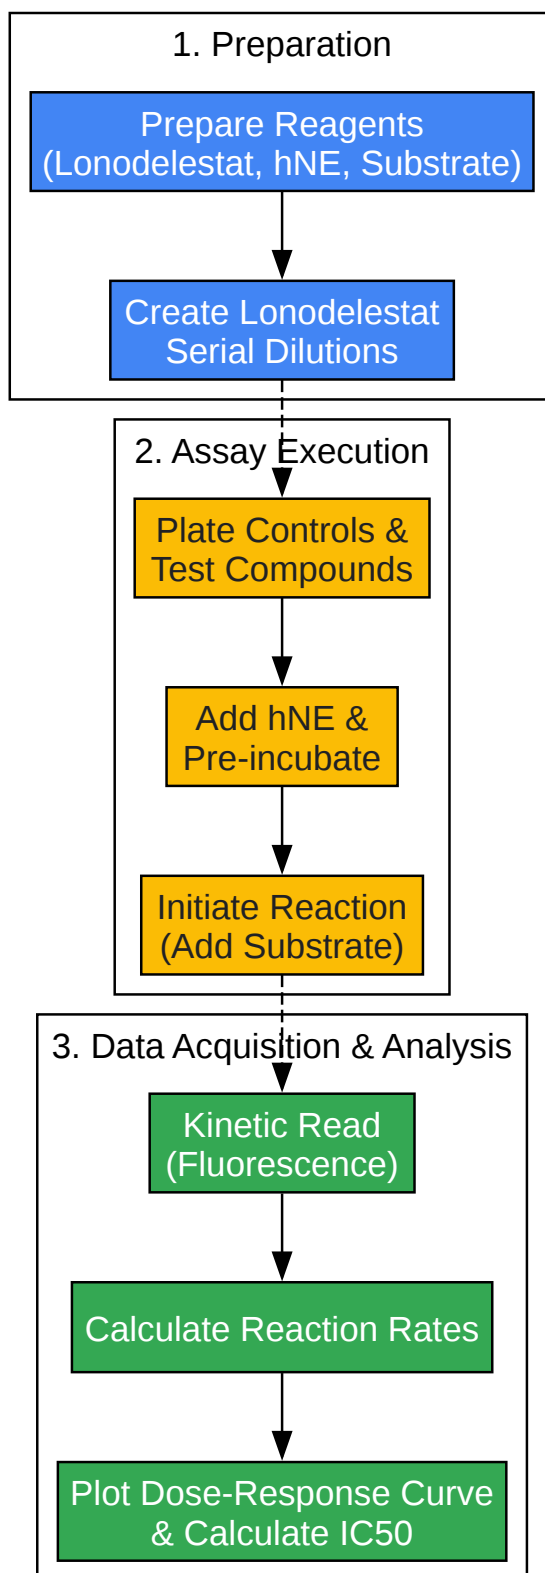 1. Preparation
Prepare Reagents
(Lonodelestat, hNE, Substrate)
Create Lonodelestat
Serial Dilutions
2. Assay Execution
Plate Controls &
Test Compounds
Add hNE &
Pre-incubate
Initiate Reaction
(Add Substrate)
3. Data Acquisition & Analysis
Kinetic Read
(Fluorescence)
Calculate Reaction Rates
Plot Dose-Response Curve
& Calculate IC50